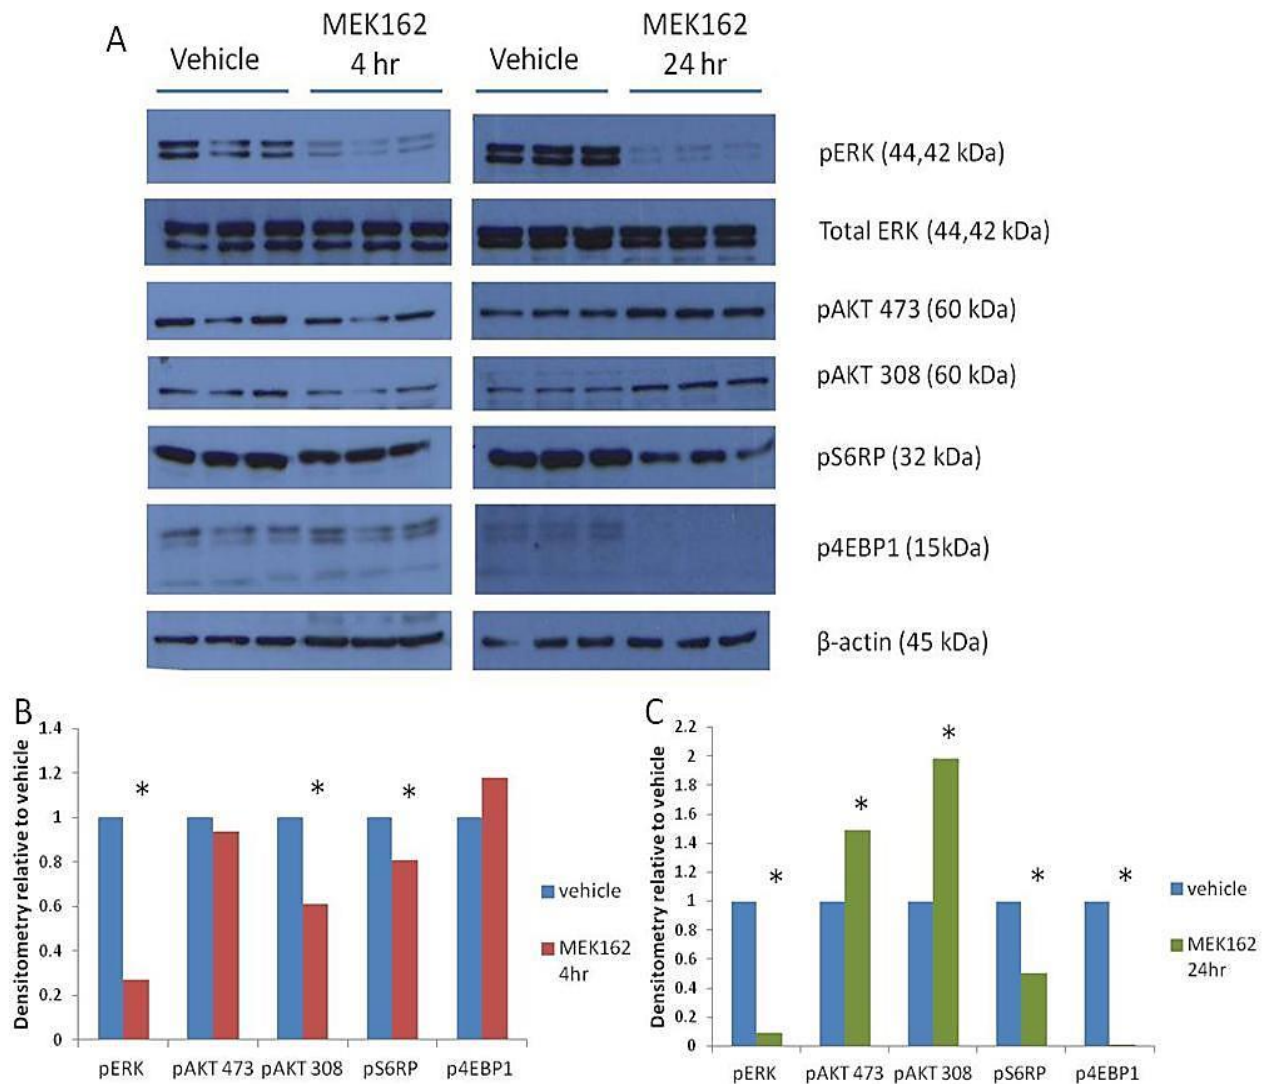 A
Vehicle
MEK162
4 hr
Vehicle
MEK162
24 hr
pERK (44,42 kDa)
Total ERK (44,42 kDa)
pAKT 473 (60 kDa)
pAKT 308 (60 kDa)
pS6RP (32 kDa)
p4EBP1 (15kDa)
β-actin (45 kDa)
B
Densitometry relative to vehicle
1.4
1.2
1
0.8
0.6
0.4
0.2
0
*
*
*
pERK
pAKT 473
pAKT 308
pS6RP
p4EBP1
vehicle
MEK162
4hr
C
Densitometry relative to vehicle
2.2
2
1.8
1.6
1.4
1.2
1
0.8
0.6
0.4
0.2
0
*
*
*
*
*
pERK
pAKT 473
pAKT 308
pS6RP
p4EBP1
vehicle
MEK162
24hr